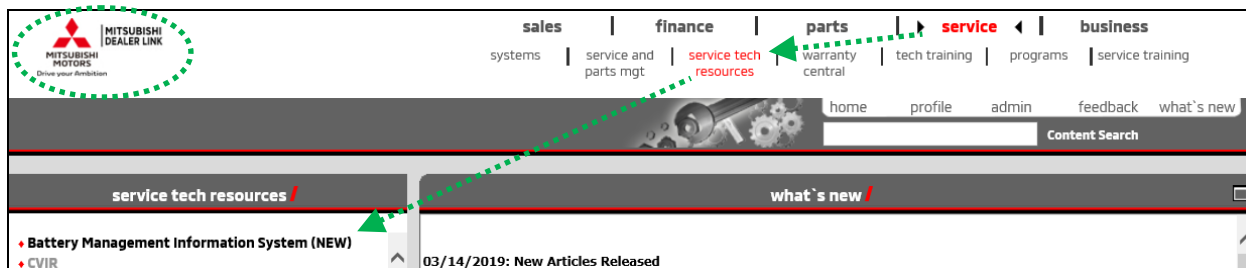 MITSUBISHI
DEALER LINK
MITSUBISHI
MOTORS
Drive your Ambition
sales finance parts service business
systems service and parts mgt service tech resources warranty central tech training programs service training
home profile admin feedback what`s new
Content Search
service tech resources
what`s new
Battery Management Information System (NEW)
CVIR
03/14/2019: New Articles Released